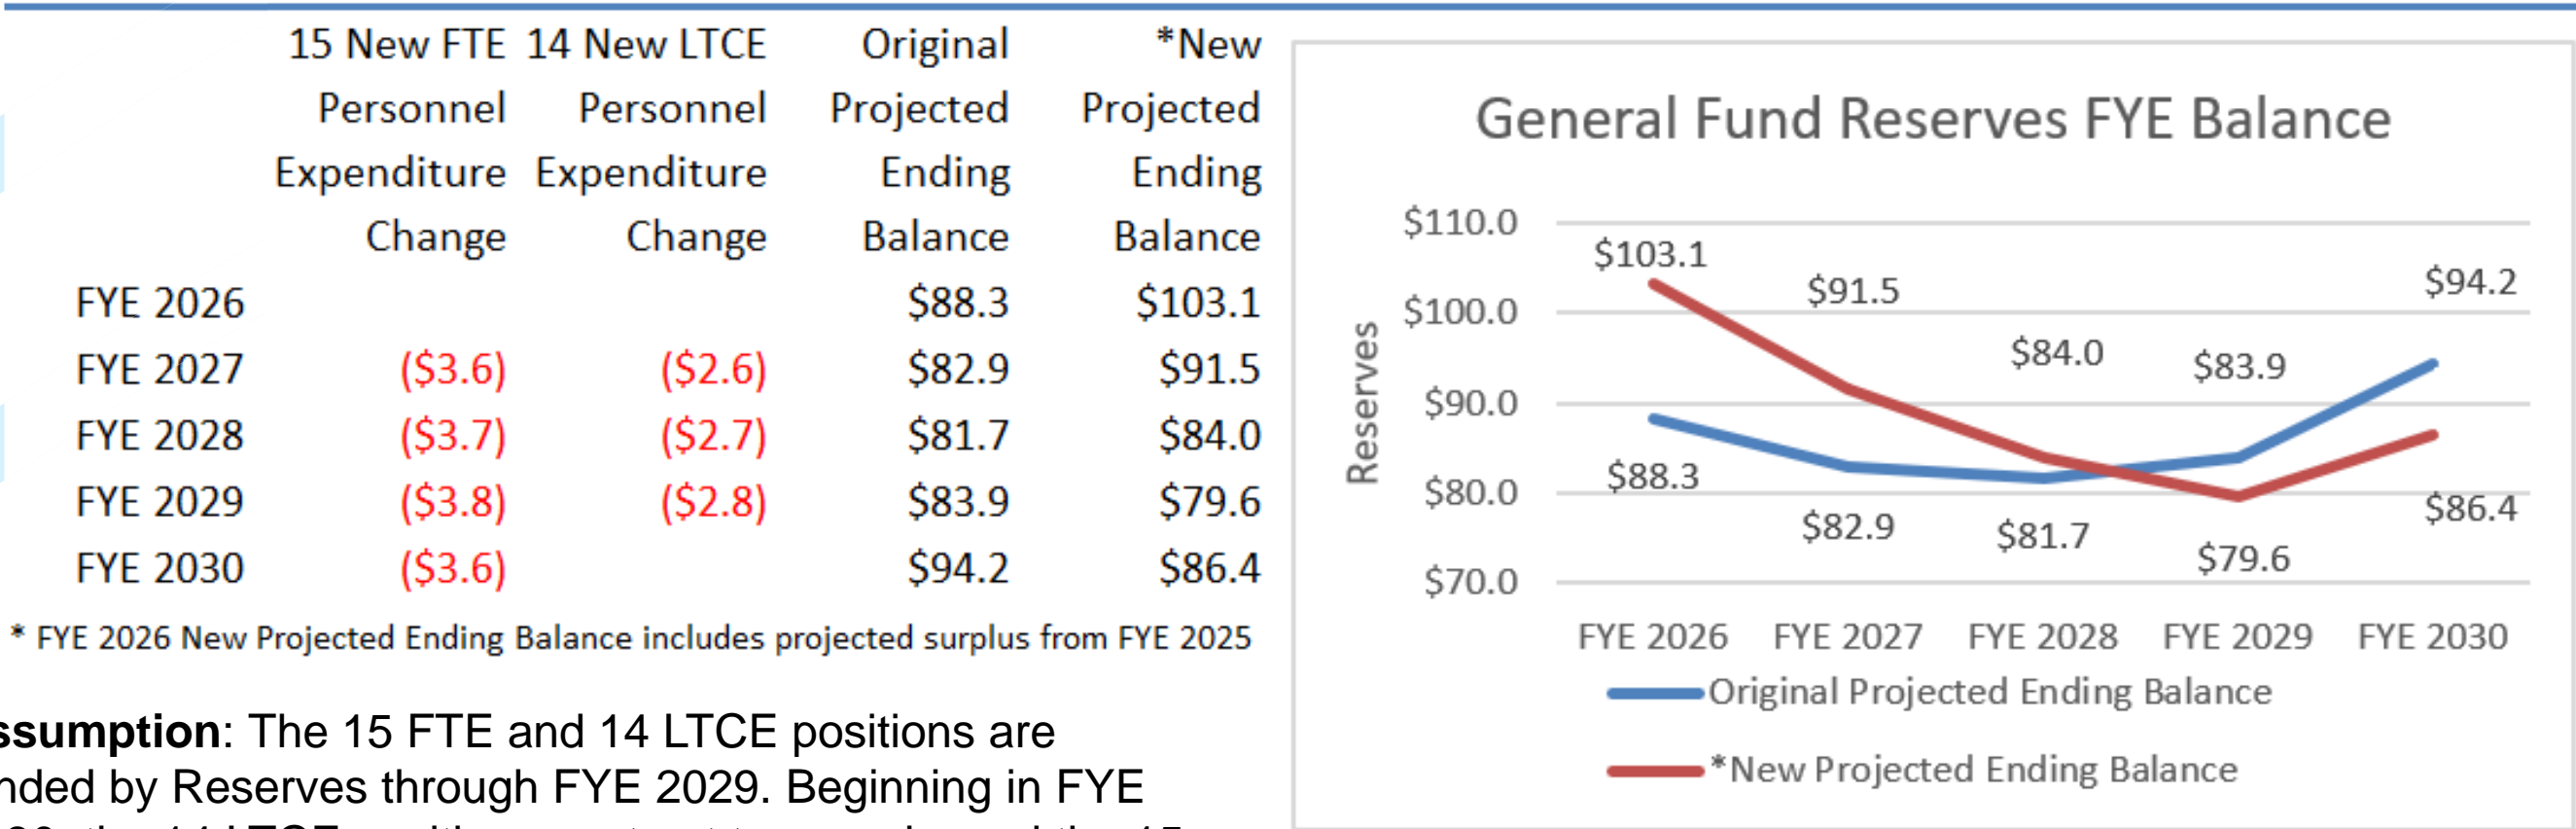 15 New FTE 14 New LTCE Original *New
Personnel Personnel Projected Projected
Expenditure Expenditure Ending Ending
Change Change Balance Balance
FYE 2026 $88.3 $103.1
FYE 2027 ($3.6) ($2.6) $82.9 $91.5
FYE 2028 ($3.7) ($2.7) $81.7 $84.0
FYE 2029 ($3.8) ($2.8) $83.9 $79.6
FYE 2030 ($3.6) $94.2 $86.4
* FYE 2026 New Projected Ending Balance includes projected surplus from FYE 2025
ssumption: The 15 FTE and 14 LTCE positions are
nded by Reserves through FYE 2029. Beginning in FYE
General Fund Reserves FYE Balance
Reserves
$110.0
$100.0
$90.0
$80.0
$70.0
$103.1
$91.5
$84.0
$83.9
$94.2
$88.3
$82.9
$81.7
$79.6
$86.4
FYE 2026 FYE 2027 FYE 2028 FYE 2029 FYE 2030
Original Projected Ending Balance
*New Projected Ending Balance